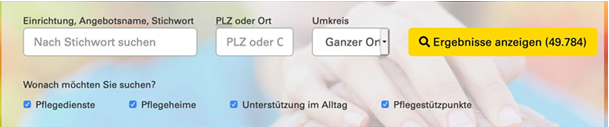 Einrichtung, Angebotsname, Stichwort PLZ oder Ort Umkreis
Nach Stichwort suchen PLZ oder C Ganzer Or Ergebnisse anzeigen (49.784)
Wonach möchten Sie suchen?
Pflegedienste Pflegeheime Unterstützung im Alltag Pflegestützpunkte